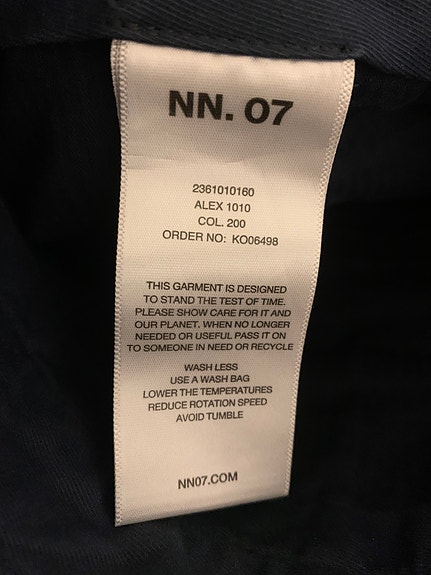 NN. 07
2361010160
ALEX 1010
COL. 200
ORDER NO: KO06498
THIS GARMENT IS DESIGNED
TO STAND THE TEST OF TIME.
PLEASE SHOW CARE FOR IT AND
OUR PLANET. WHEN NO LONGER
NEEDED OR USEFUL PASS IT ON
TO SOMEONE IN NEED OR RECYCLE
WASH LESS
USE A WASH BAG
LOWER THE TEMPERATURES
REDUCE ROTATION SPEED
AVOID TUMBLE
NN07.COM